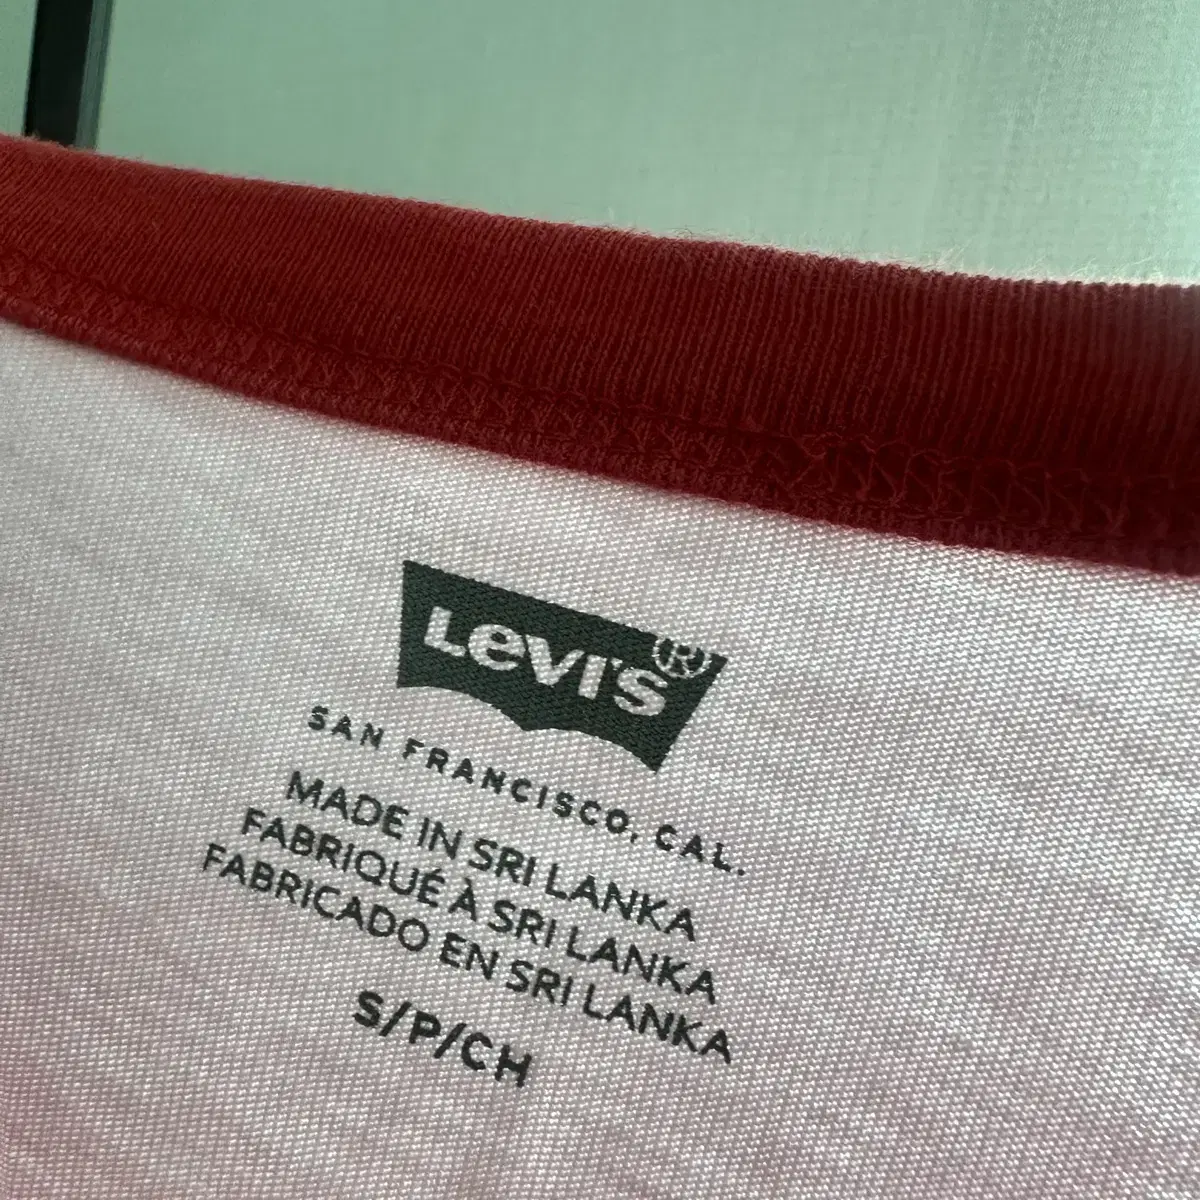 Levi's®
SAN FRANCISCO, CAL.
MADE IN SRI LANKA
FABRIQUÉ À SRI LANKA
FABRICADO EN SRI LANKA
S/P/CH